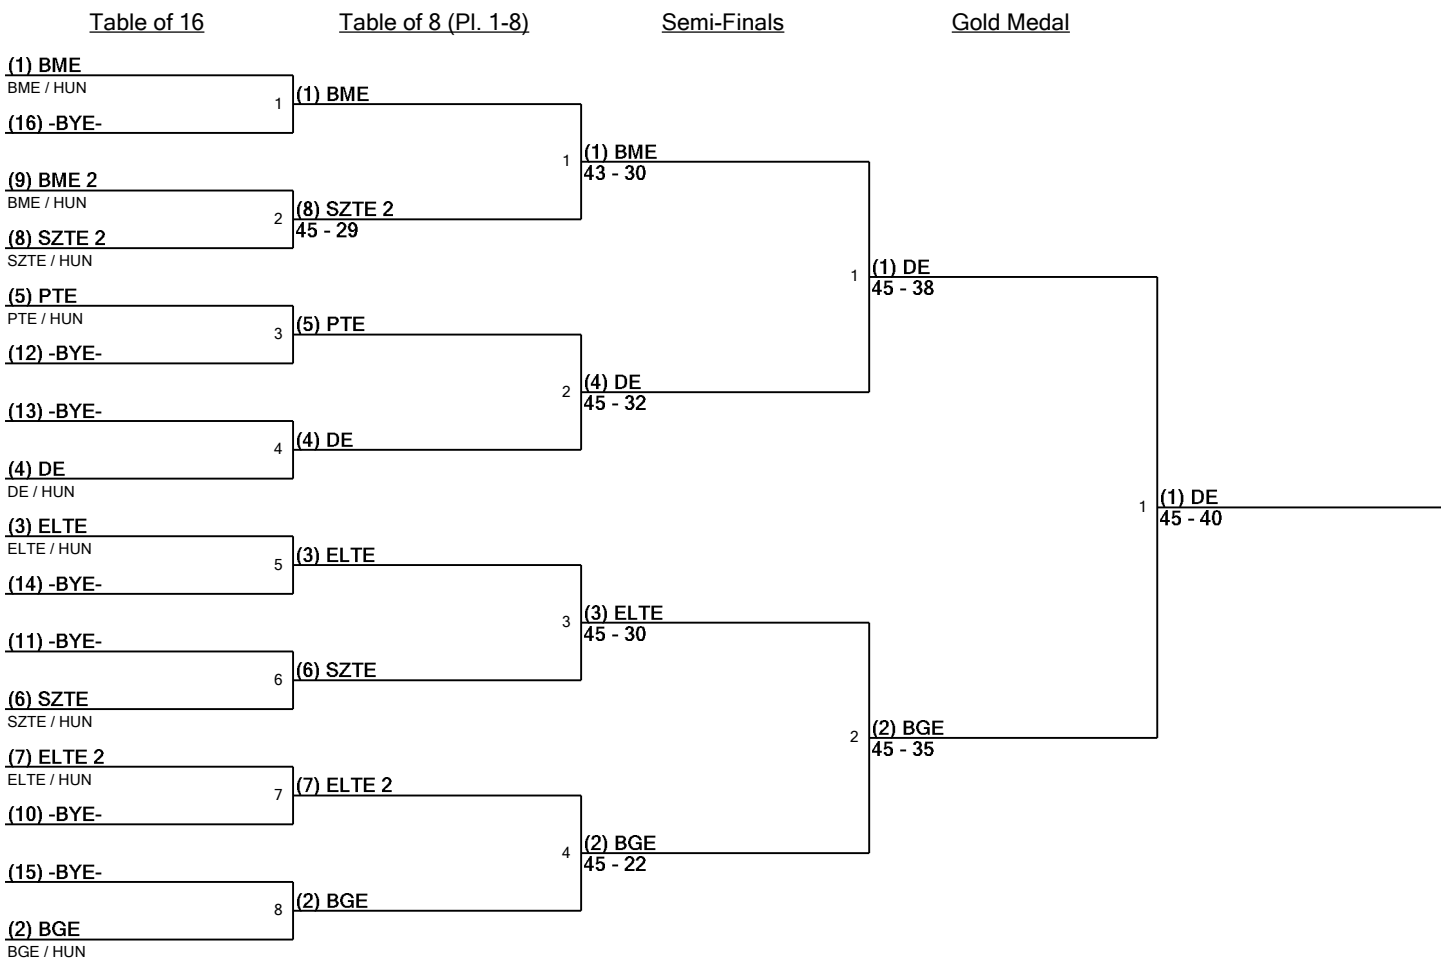 Table of 16
Table of 8 (Pl. 1-8)
Semi-Finals
Gold Medal
(1) BME
BME / HUN
(16) -BYE-
(9) BME 2
BME / HUN
(8) SZTE 2
SZTE / HUN
(5) PTE
PTE / HUN
(12) -BYE-
(13) -BYE-
(4) DE
DE / HUN
(3) ELTE
ELTE / HUN
(14) -BYE-
(11) -BYE-
(6) SZTE
SZTE / HUN
(7) ELTE 2
ELTE / HUN
(10) -BYE-
(15) -BYE-
(2) BGE
BGE / HUN
1
(1) BME
2
(8) SZTE 2
45 - 29
3
(5) PTE
4
(4) DE
5
(3) ELTE
6
(6) SZTE
7
(7) ELTE 2
8
(2) BGE
1
(1) BME
43 - 30
2
(4) DE
45 - 32
3
(3) ELTE
45 - 30
4
(2) BGE
45 - 22
1
(1) DE
45 - 38
2
(2) BGE
45 - 35
1
(1) DE
45 - 40